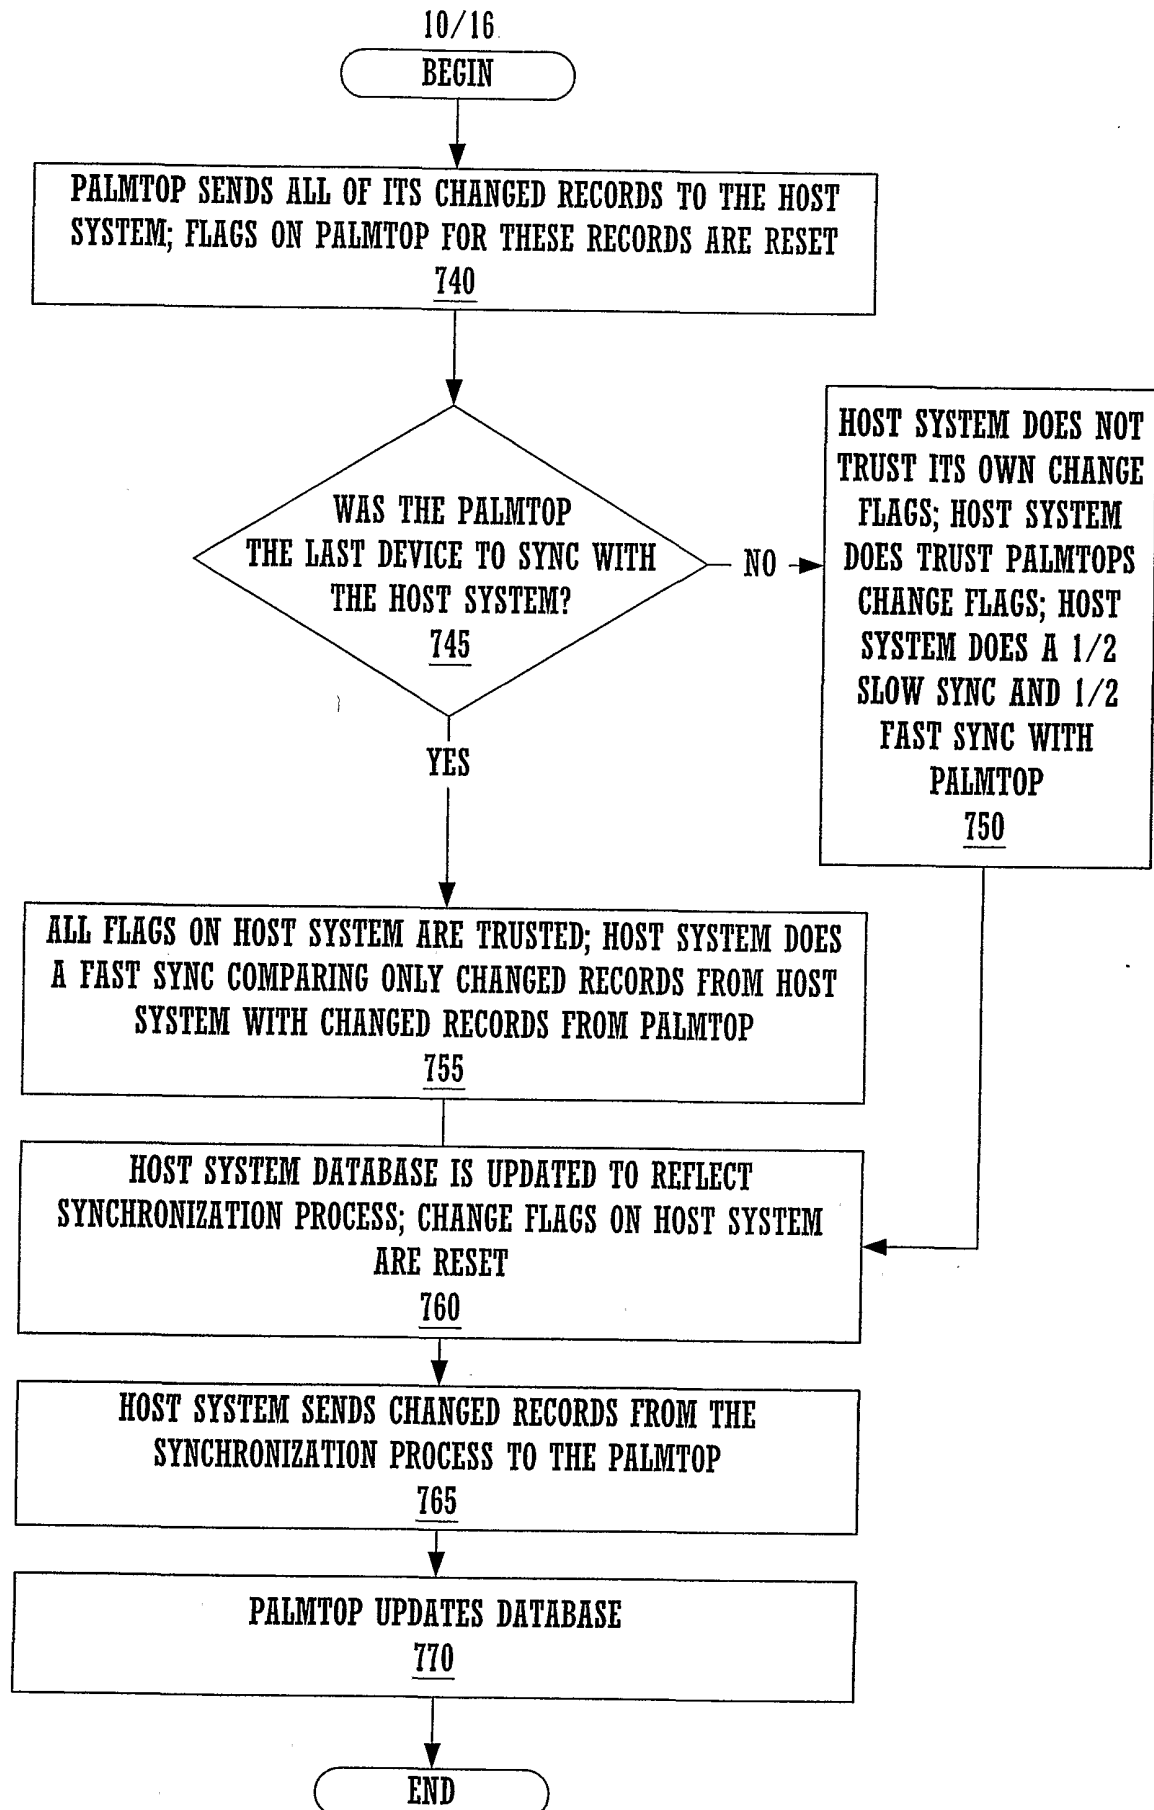 10/16
BEGIN
PALMTOP SENDS ALL OF ITS CHANGED RECORDS TO THE HOST
SYSTEM; FLAGS ON PALMTOP FOR THESE RECORDS ARE RESET
740
WAS THE PALMTOP
THE LAST DEVICE TO SYNC WITH
THE HOST SYSTEM?
745
NO
HOST SYSTEM DOES NOT
TRUST ITS OWN CHANGE
FLAGS; HOST SYSTEM
DOES TRUST PALMTOPS
CHANGE FLAGS; HOST
SYSTEM DOES A 1/2
SLOW SYNC AND 1/2
FAST SYNC WITH
PALMTOP
750
YES
ALL FLAGS ON HOST SYSTEM ARE TRUSTED; HOST SYSTEM DOES
A FAST SYNC COMPARING ONLY CHANGED RECORDS FROM HOST
SYSTEM WITH CHANGED RECORDS FROM PALMTOP
755
HOST SYSTEM DATABASE IS UPDATED TO REFLECT
SYNCHRONIZATION PROCESS; CHANGE FLAGS ON HOST SYSTEM
ARE RESET
760
HOST SYSTEM SENDS CHANGED RECORDS FROM THE
SYNCHRONIZATION PROCESS TO THE PALMTOP
765
PALMTOP UPDATES DATABASE
770
END